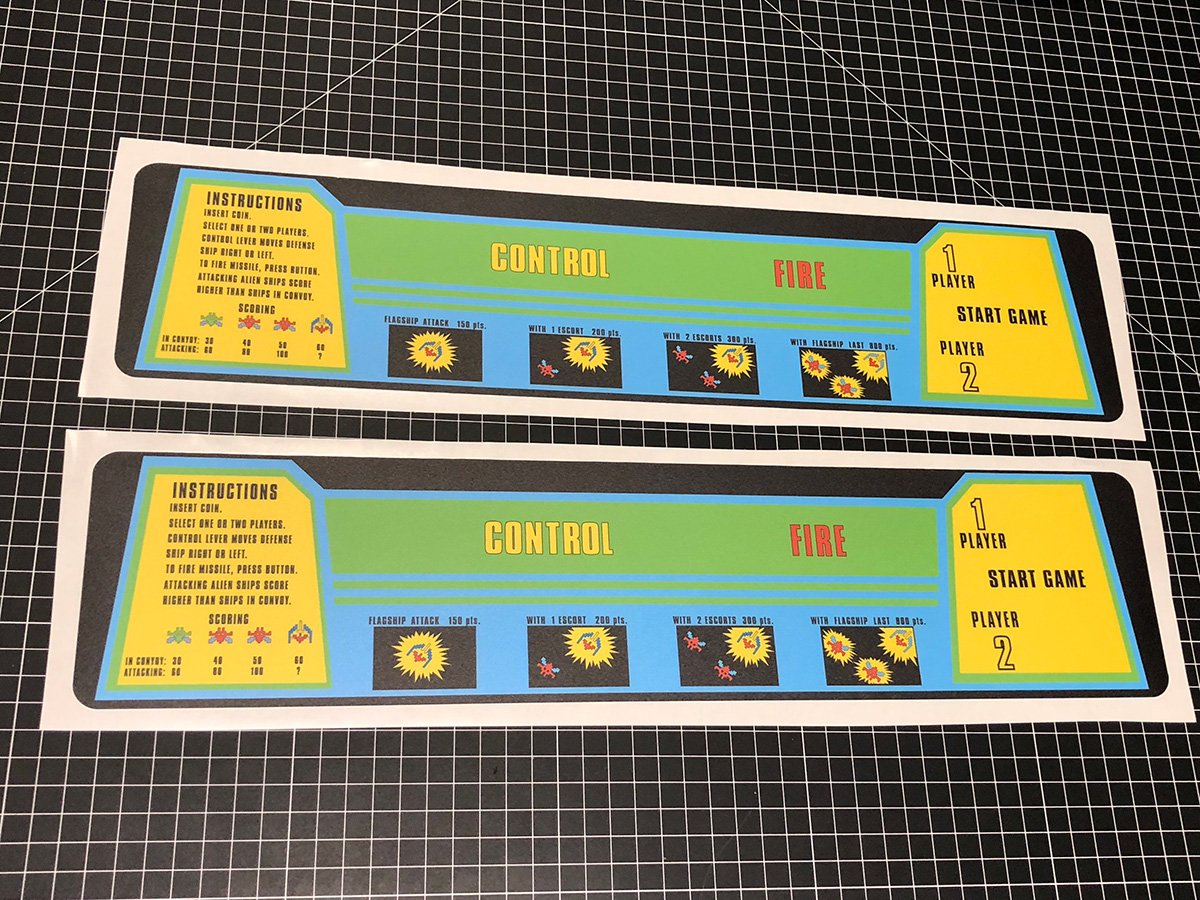 INSTRUCTIONS
INSERT COIN.
SELECT ONE OR TWO PLAYERS.
CONTROL LEVER MOVES DEFENSE
SHIP RIGHT OR LEFT.
TO FIRE MISSILE, PRESS BUTTON.
ATTACKING ALIEN SHIPS SCORE
HIGHER THAN SHIPS IN CONVOY.
SCORING
IN CONVOY: 30 40 50 60
ATTACKING: 60 80 100 ?
CONTROL
FIRE
FLAGSHIP ATTACK 150 pts.
WITH 1 ESCORT 200 pts.
WITH 2 ESCORTS 300 pts.
WITH FLAGSHIP LAST 800 pts.
1
PLAYER
START GAME
PLAYER
2
INSTRUCTIONS
INSERT COIN.
SELECT ONE OR TWO PLAYERS.
CONTROL LEVER MOVES DEFENSE
SHIP RIGHT OR LEFT.
TO FIRE MISSILE, PRESS BUTTON.
ATTACKING ALIEN SHIPS SCORE
HIGHER THAN SHIPS IN CONVOY.
SCORING
IN CONVOY: 30 40 50 60
ATTACKING: 60 80 100 ?
CONTROL
FIRE
FLAGSHIP ATTACK 150 pts.
WITH 1 ESCORT 200 pts.
WITH 2 ESCORTS 300 pts.
WITH FLAGSHIP LAST 800 pts.
1
PLAYER
START GAME
PLAYER
2